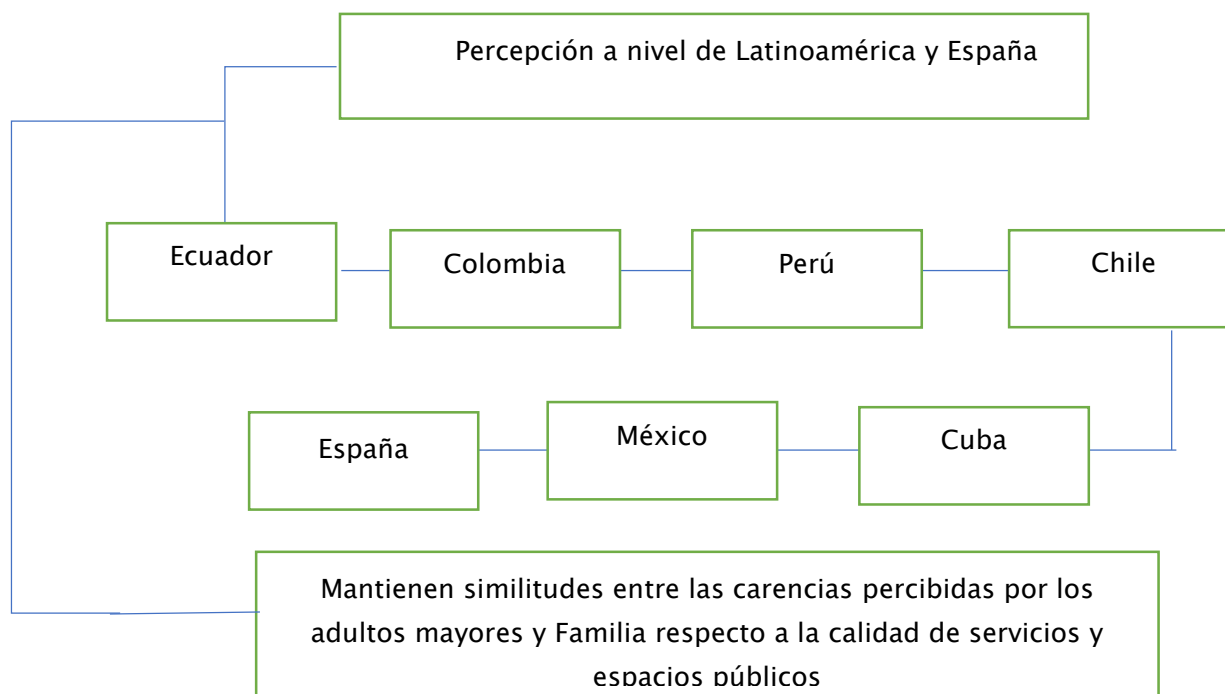 Percepción a nivel de Latinoamérica y España
Ecuador
Colombia
Perú
Chile
España
México
Cuba
Mantienen similitudes entre las carencias percibidas por los
adultos mayores y Familia respecto a la calidad de servicios y
espacios públicos